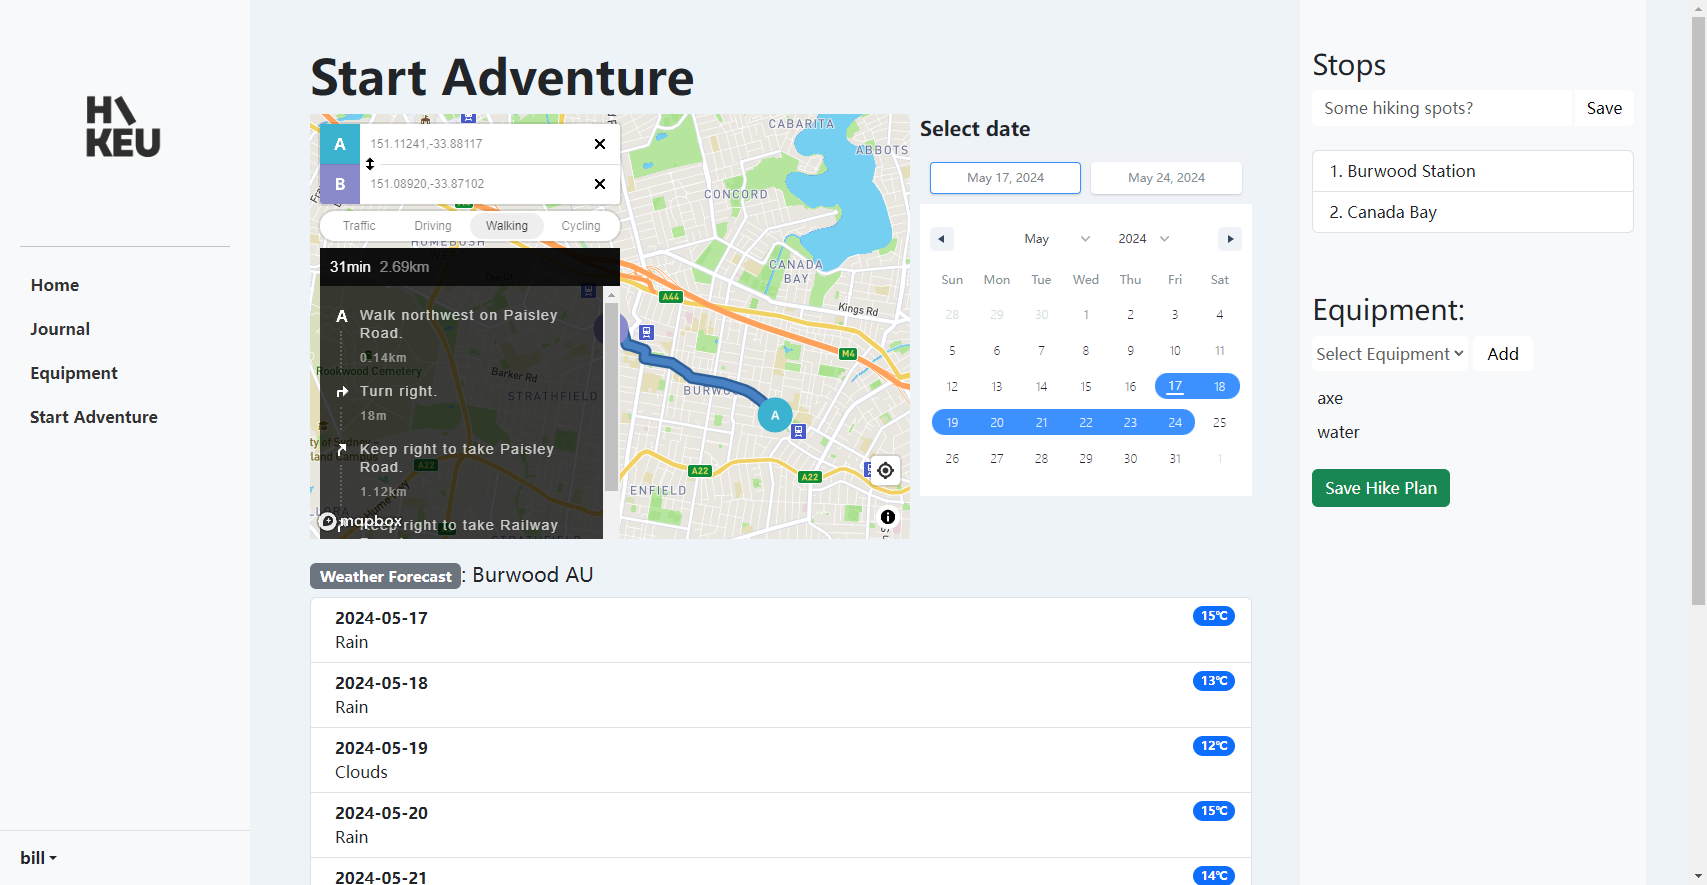 H\
KEU
Home
Journal
Equipment
Start Adventure
bill
Start Adventure
A
151.11241,-33.88117
B
151.08920,-33.87102
Traffic
Driving
Walking
Cycling
HOMEBUSH
WEST
31min 2.69km
A
Walk northwest on Paisley
Road.
0.14km
Turn right.
18m
Keep right to take Paisley
Road.
1.12km
Keep right to take Railway
mapbox
CABARITA
ABBOTS
CONCORD
CANADA
BAY
Kings Rd
A44
M4
Rookwood Cemetery
Barker Rd
STRATHFIELD
BURWO
A
A22
A22
A22
ENFIELD
Select date
May 17, 2024
May 24, 2024
May
2024
Sun Mon Tue Wed Thu Fri Sat
28 29 30 1 2 3 4
5 6 7 8 9 10 11
12 13 14 15 16 17 18
19 20 21 22 23 24 25
26 27 28 29 30 31 1
Weather Forecast : Burwood AU
2024-05-17
15℃
Rain
2024-05-18
13℃
Rain
2024-05-19
12℃
Clouds
2024-05-20
15℃
Rain
2024-05-21
14℃
Stops
Some hiking spots?
Save
1. Burwood Station
2. Canada Bay
Equipment:
Select Equipment
Add
axe
water
Save Hike Plan